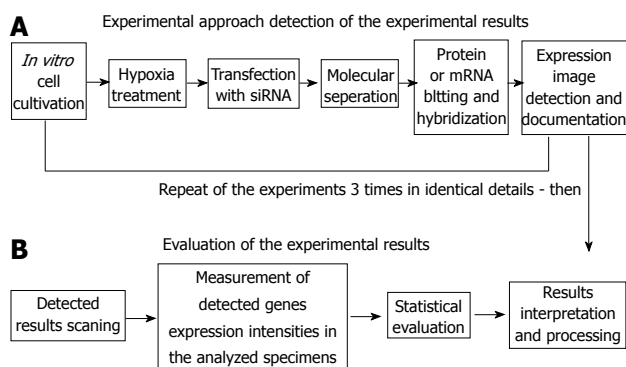 A
Experimental approach detection of the experimental results
In vitro
cell
cultivation
Hypoxia
treatment
Transfection
with siRNA
Molecular
seperation
Protein
or mRNA
bltting and
hybridization
Expression
image
detection and
documentation
Repeat of the experiments 3 times in identical details - then
B
Evaluation of the experimental results
Detected
results scaning
Measurement of
detected genes
expression intensities in
the analyzed specimens
Statistical
evaluation
Results
interpretation
and processing